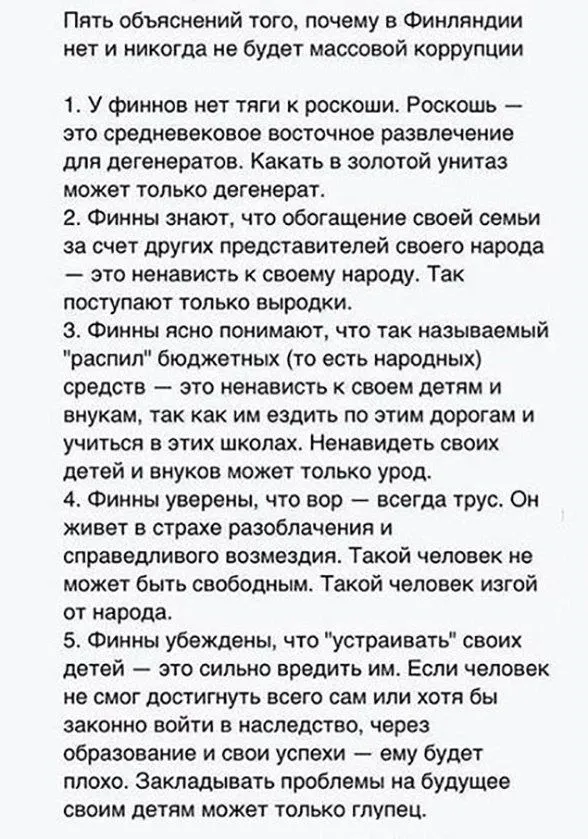 Пять объяснений того, почему в Финляндии
нет и никогда не будет массовой коррупции
1. У финнов нет тяги к роскоши. Роскошь —
это средневековое восточное развлечение
для дегенератов. Какать в золотой унитаз
может только дегенерат.
2. Финны знают, что обогащение своей семьи
за счет других представителей своего народа
— это ненависть к своему народу. Так
поступают только выродки.
3. Финны ясно понимают, что так называемый
"распил" бюджетных (то есть народных)
средств — это ненависть к своем детям и
внукам, так как им ездить по этим дорогам и
учиться в этих школах. Ненавидеть своих
детей и внуков может только урод.
4. Финны уверены, что вор — всегда трус. Он
живет в страхе разоблачения и
справедливого возмездия. Такой человек не
может быть свободным. Такой человек изгой
от народа.
5. Финны убеждены, что "устраивать" своих
детей — это сильно вредить им. Если человек
не смог достигнуть всего сам или хотя бы
законно войти в наследство, через
образование и свои успехи — ему будет
плохо. Закладывать проблемы на будущее
своим детям может только глупец.